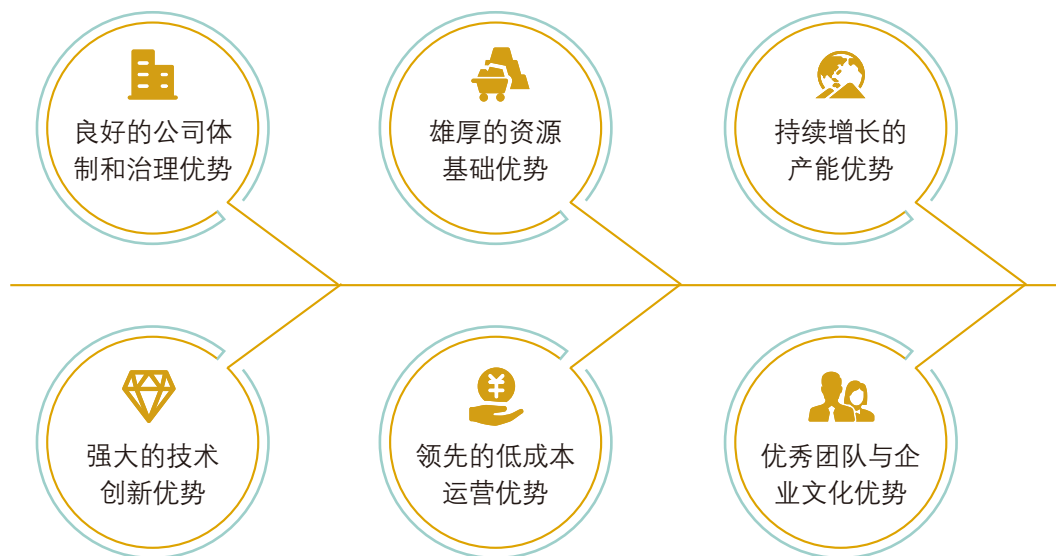 良好的公司体
制和治理优势
雄厚的资源
基础优势
持续增长的
产能优势
强大的技术
创新优势
领先的低成本
运营优势
优秀团队与企
业文化优势